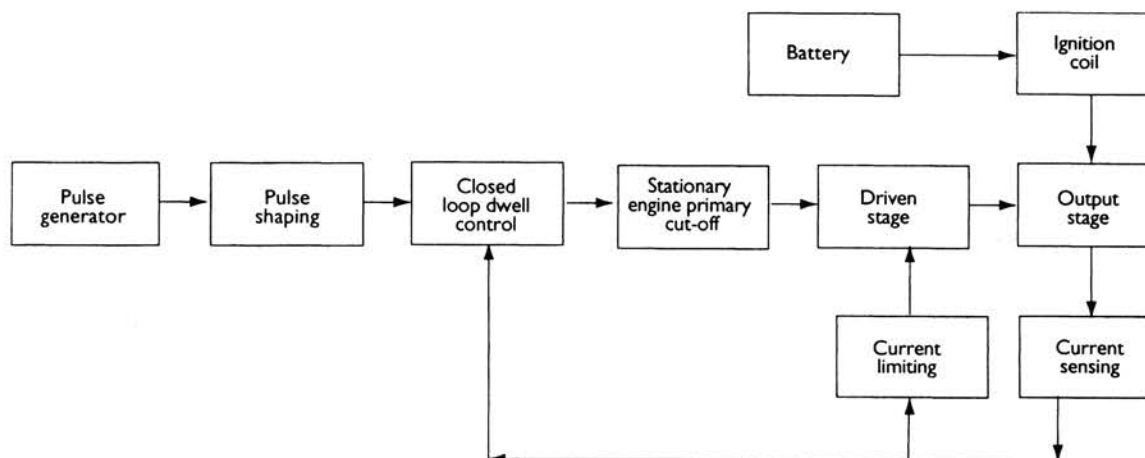 Battery
Ignition
coil
Pulse
generator
Pulse
shaping
Closed
loop dwell
control
Stationary
engine primary
cut-off
Driven
stage
Output
stage
Current
limiting
Current
sensing